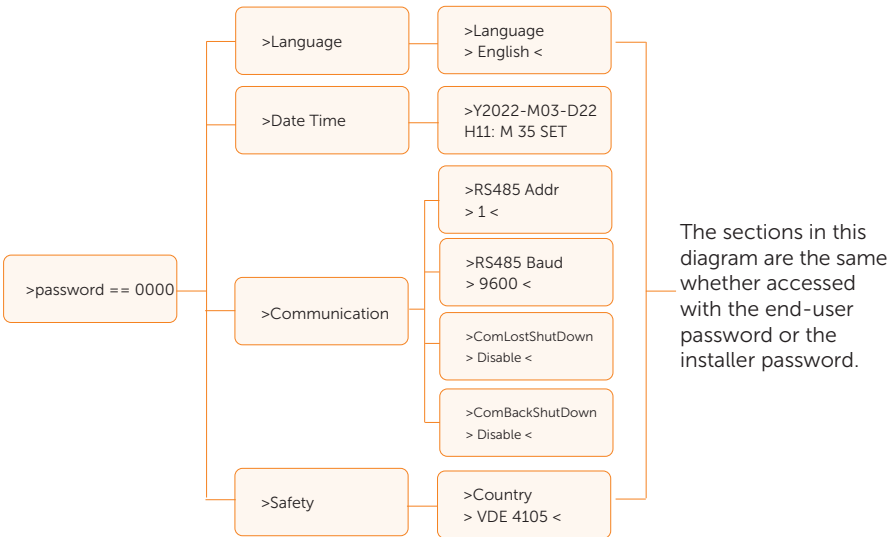 >password == 0000
>Language
>Language
> English <
>Date Time
>Y2022-M03-D22
H11: M 35 SET
>Communication
>RS485 Addr
> 1 <
>RS485 Baud
> 9600 <
>ComLostShutDown
> Disable <
>ComBackShutDown
> Disable <
>Safety
>Country
> VDE 4105 <
The sections in this
diagram are the same
whether accessed
with the end-user
password or the
installer password.